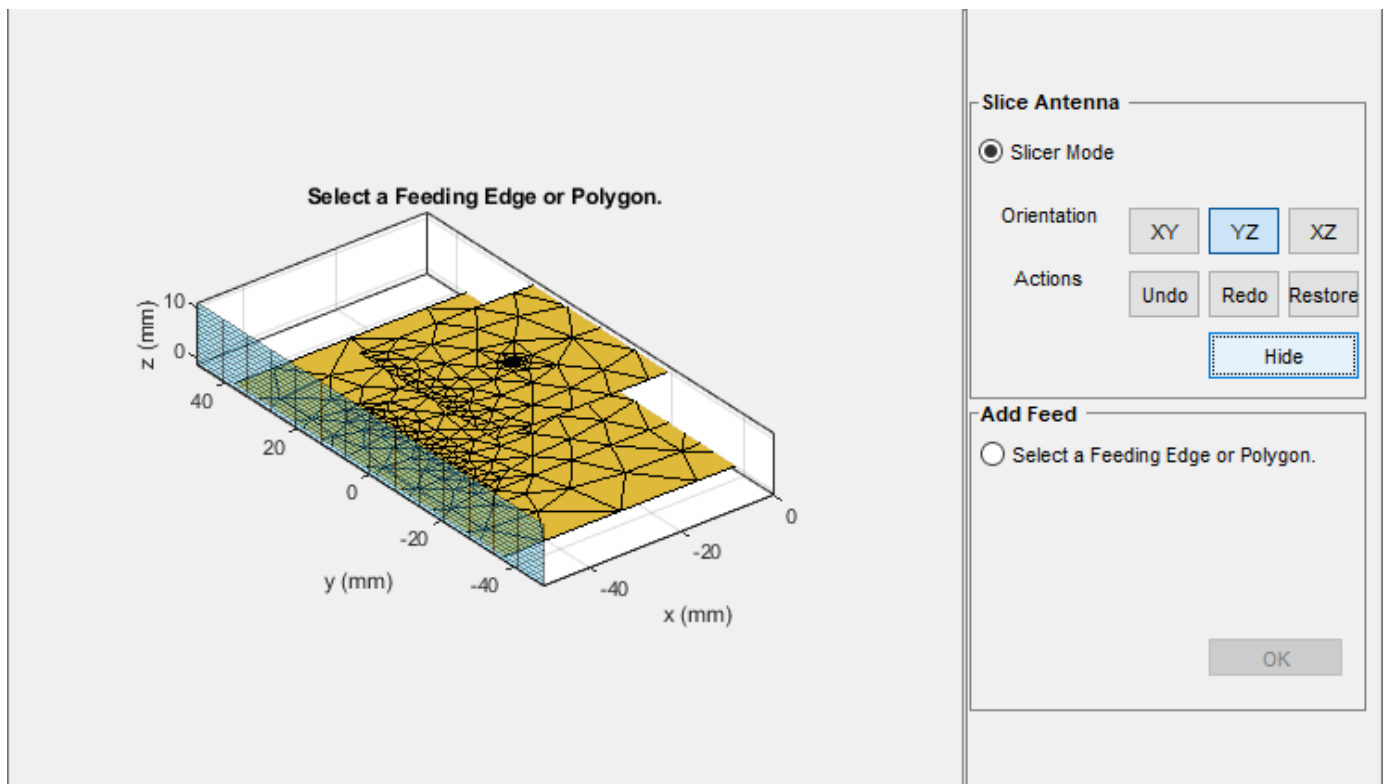 Select a Feeding Edge or Polygon.
10
0
z (mm)
40
20
0
-20
-40
y (mm)
0
-20
-40
x (mm)
Slice Antenna
Slicer Mode
Orientation
XY
YZ
XZ
Actions
Undo
Redo
Restore
Hide
Add Feed
Select a Feeding Edge or Polygon.
OK